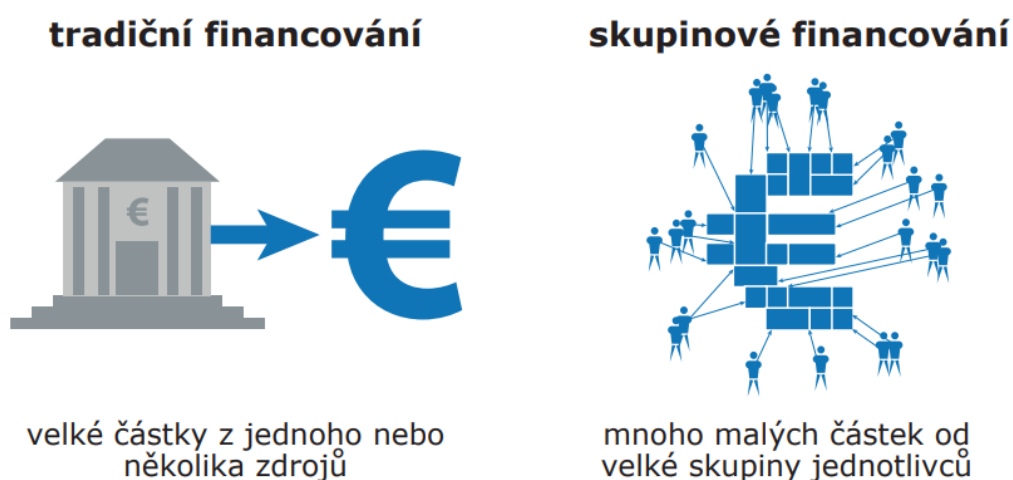 tradiční financování
skupinové financování
€
€
velké částky z jednoho nebo
několika zdrojů
mnoho malých částek od
velké skupiny jednotlivců